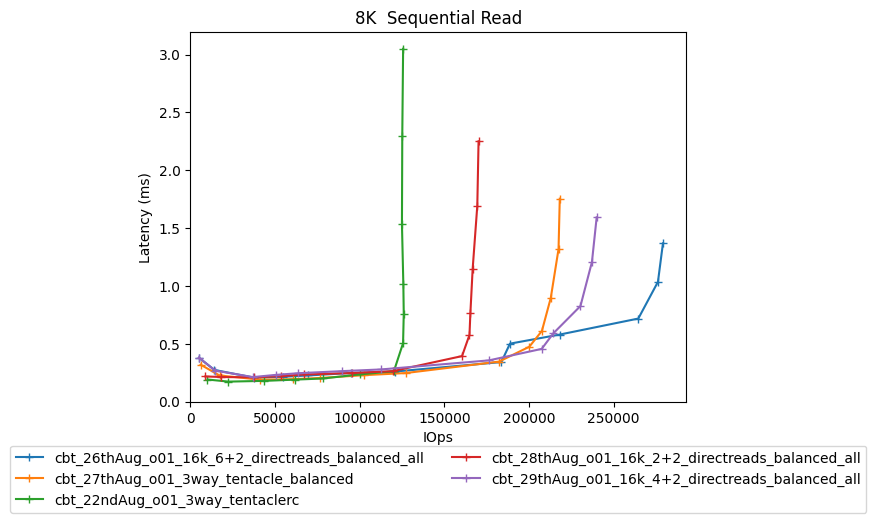 8K  Sequential Read
3.0
2.5
2.0
1.5
1.0
0.5
0.0
Latency (ms)
0 50000 100000 150000 200000 250000
IOps
cbt_26thAug_o01_16k_6+2_directreads_balanced_all
cbt_27thAug_o01_3way_tentacle_balanced
cbt_22ndAug_o01_3way_tentaclerc
cbt_28thAug_o01_16k_2+2_directreads_balanced_all
cbt_29thAug_o01_16k_4+2_directreads_balanced_all